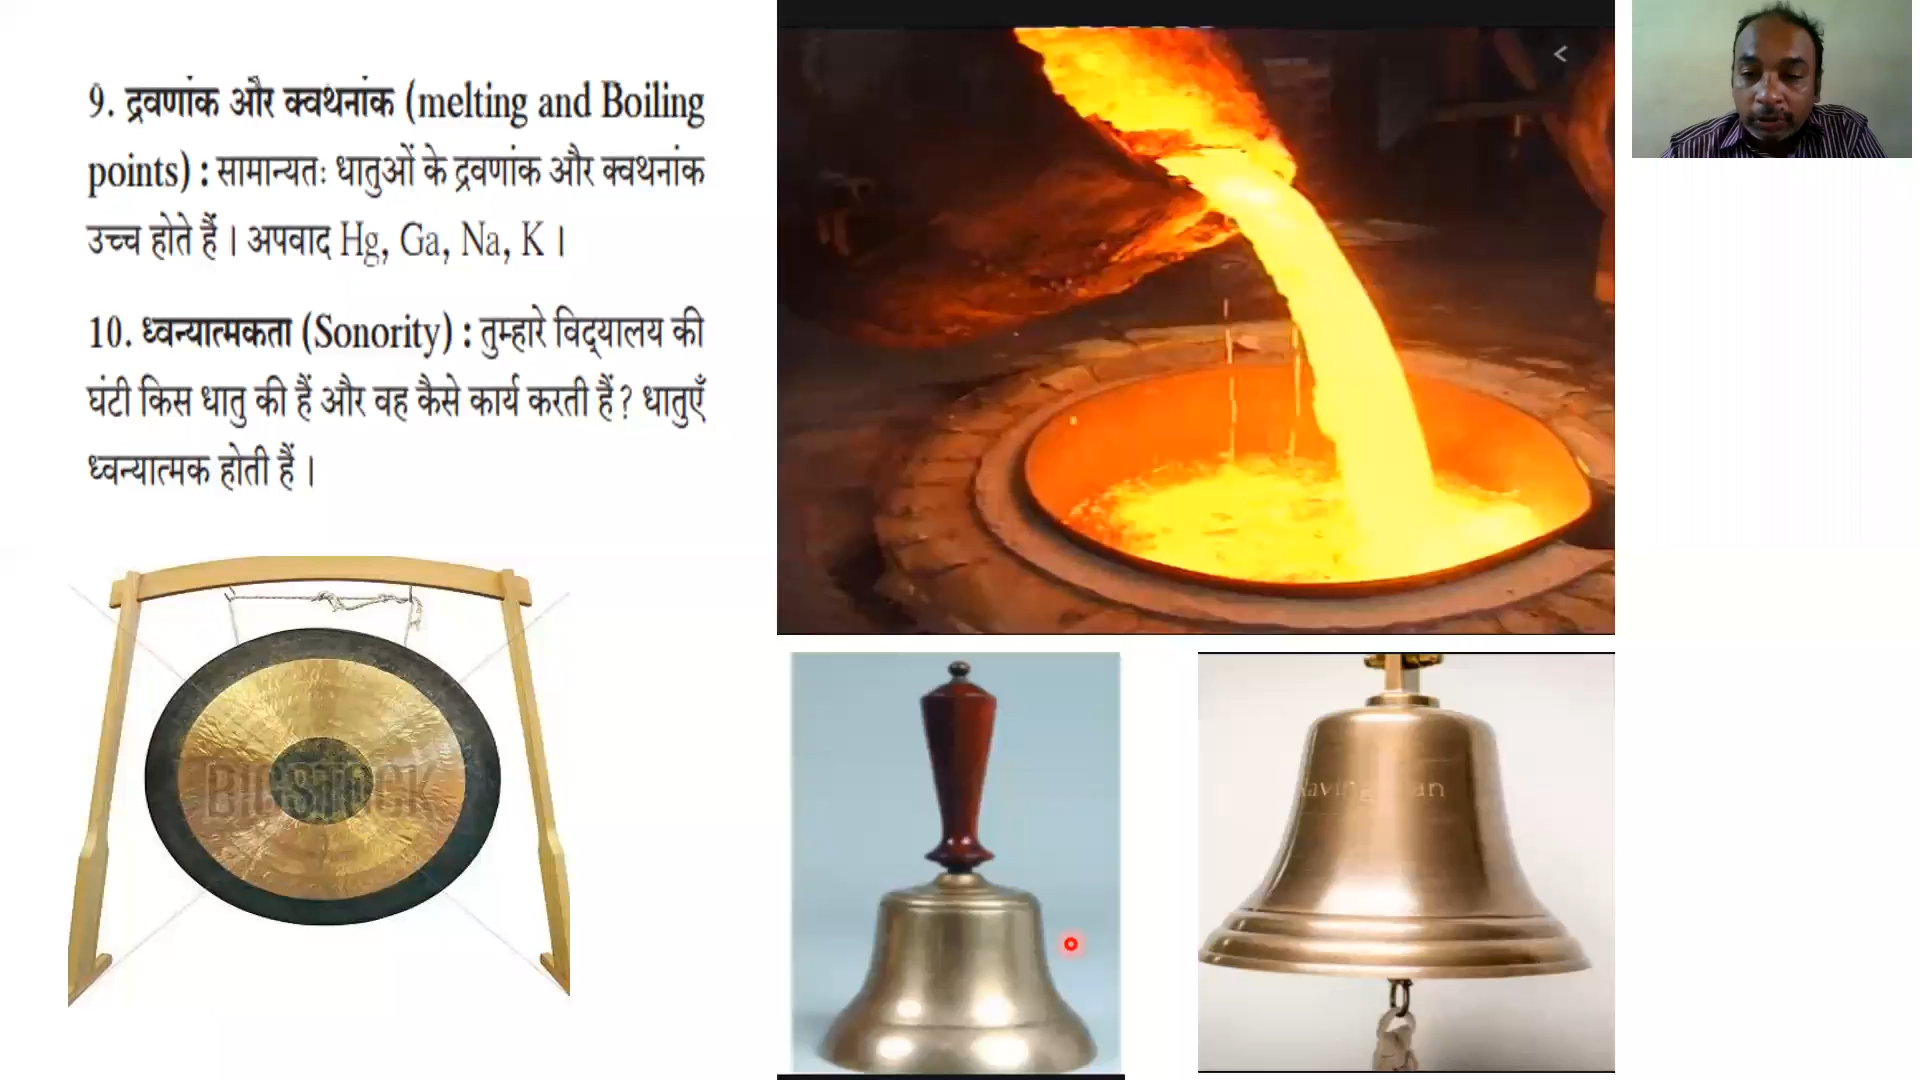 9. द्रवणांक और क्वथनांक (melting and Boiling
points) : सामान्यतः धातुओं के द्रवणांक और क्वथनांक
उच्च होते हैं । अपवाद Hg, Ga, Na, K ।
10. ध्वन्यात्मकता (Sonority) : तुम्हारे विद्यालय की
घंटी किस धातु की हैं और वह कैसे कार्य करती हैं ? धातुएँ
ध्वन्यात्मक होती हैं ।
BIGSTOCK